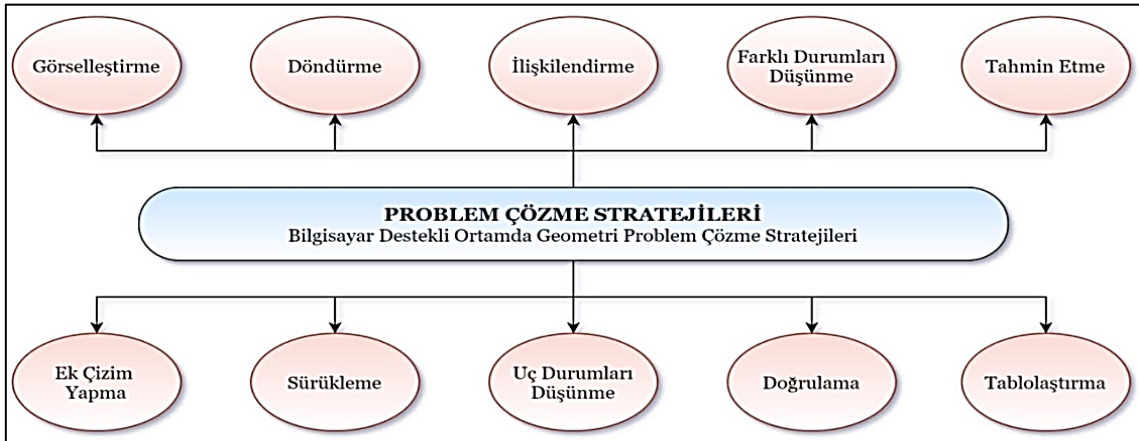 Görselleştirme
Döndürme
İlişkilendirme
Farklı Durumları
Düşünme
Tahmin Etme
PROBLEM ÇÖZME STRATEJİLERİ
Bilgisayar Destekli Ortamda Geometri Problem Çözme Stratejileri
Ek Çizim
Yapma
Sürükleme
Uç Durumları
Düşünme
Doğrulama
Tablolaştırma